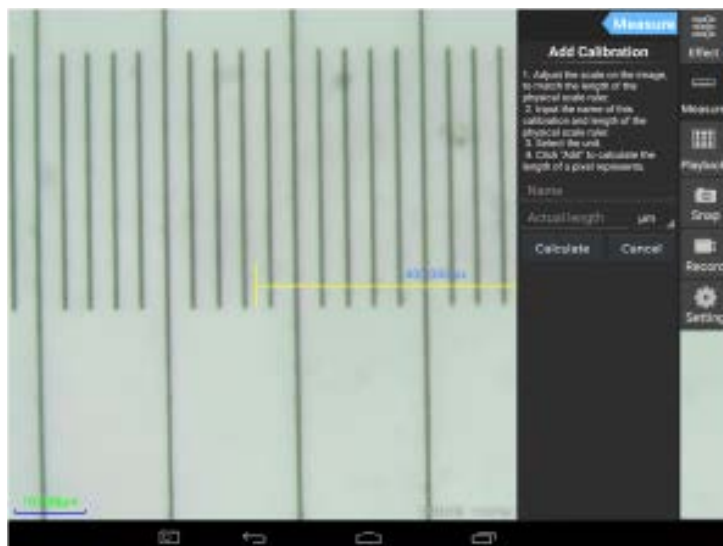 Measure
Add Calibration
1. Adjust the scale on the image,
to match the length of the
physical scale ruler.
2. Input the name of this
calibration and length of the
physical scale ruler.
3. Select the unit.
4. Click "Add" to calculate the
length of a pixel represents.
Name
Actual length μm
Calculate Cancel
Effect
Measure
Playback
Snap
Record
Setting